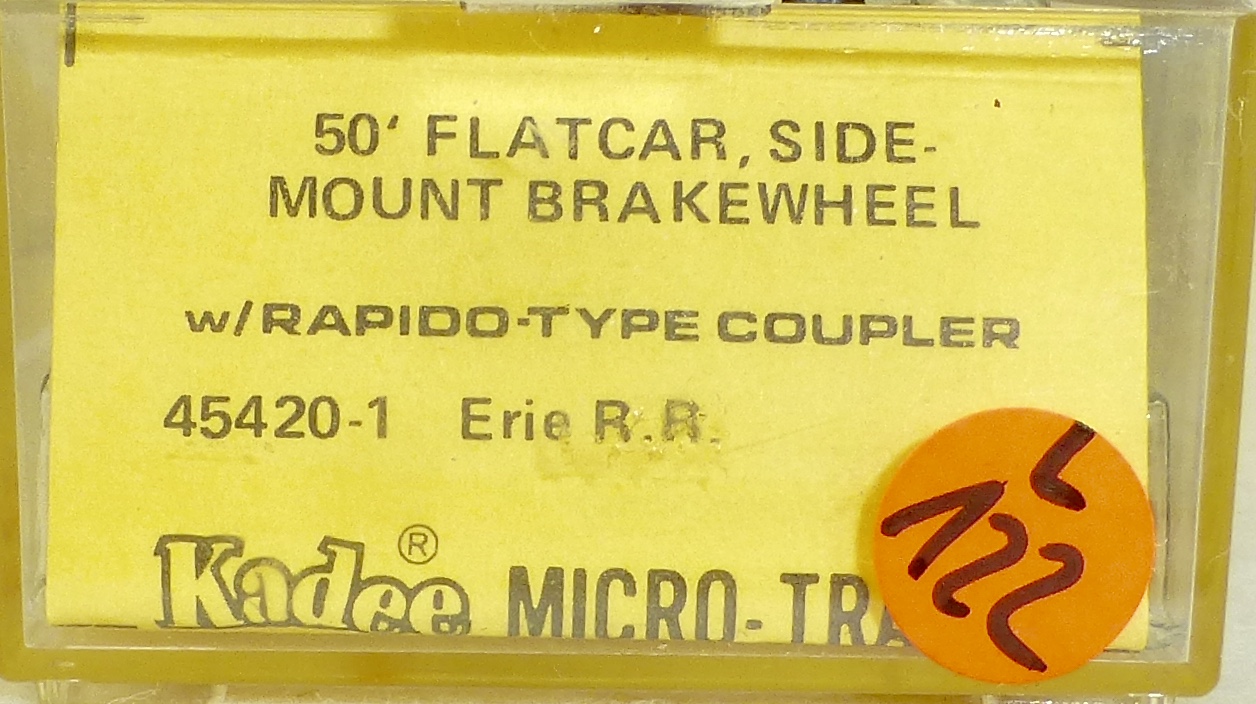 50' FLATCAR, SIDE-
MOUNT BRAKEWHEEL
w/RAPIDO-TYPE COUPLER
45420-1 Erie R.R.
Kadee® MICRO-TRA
L
122